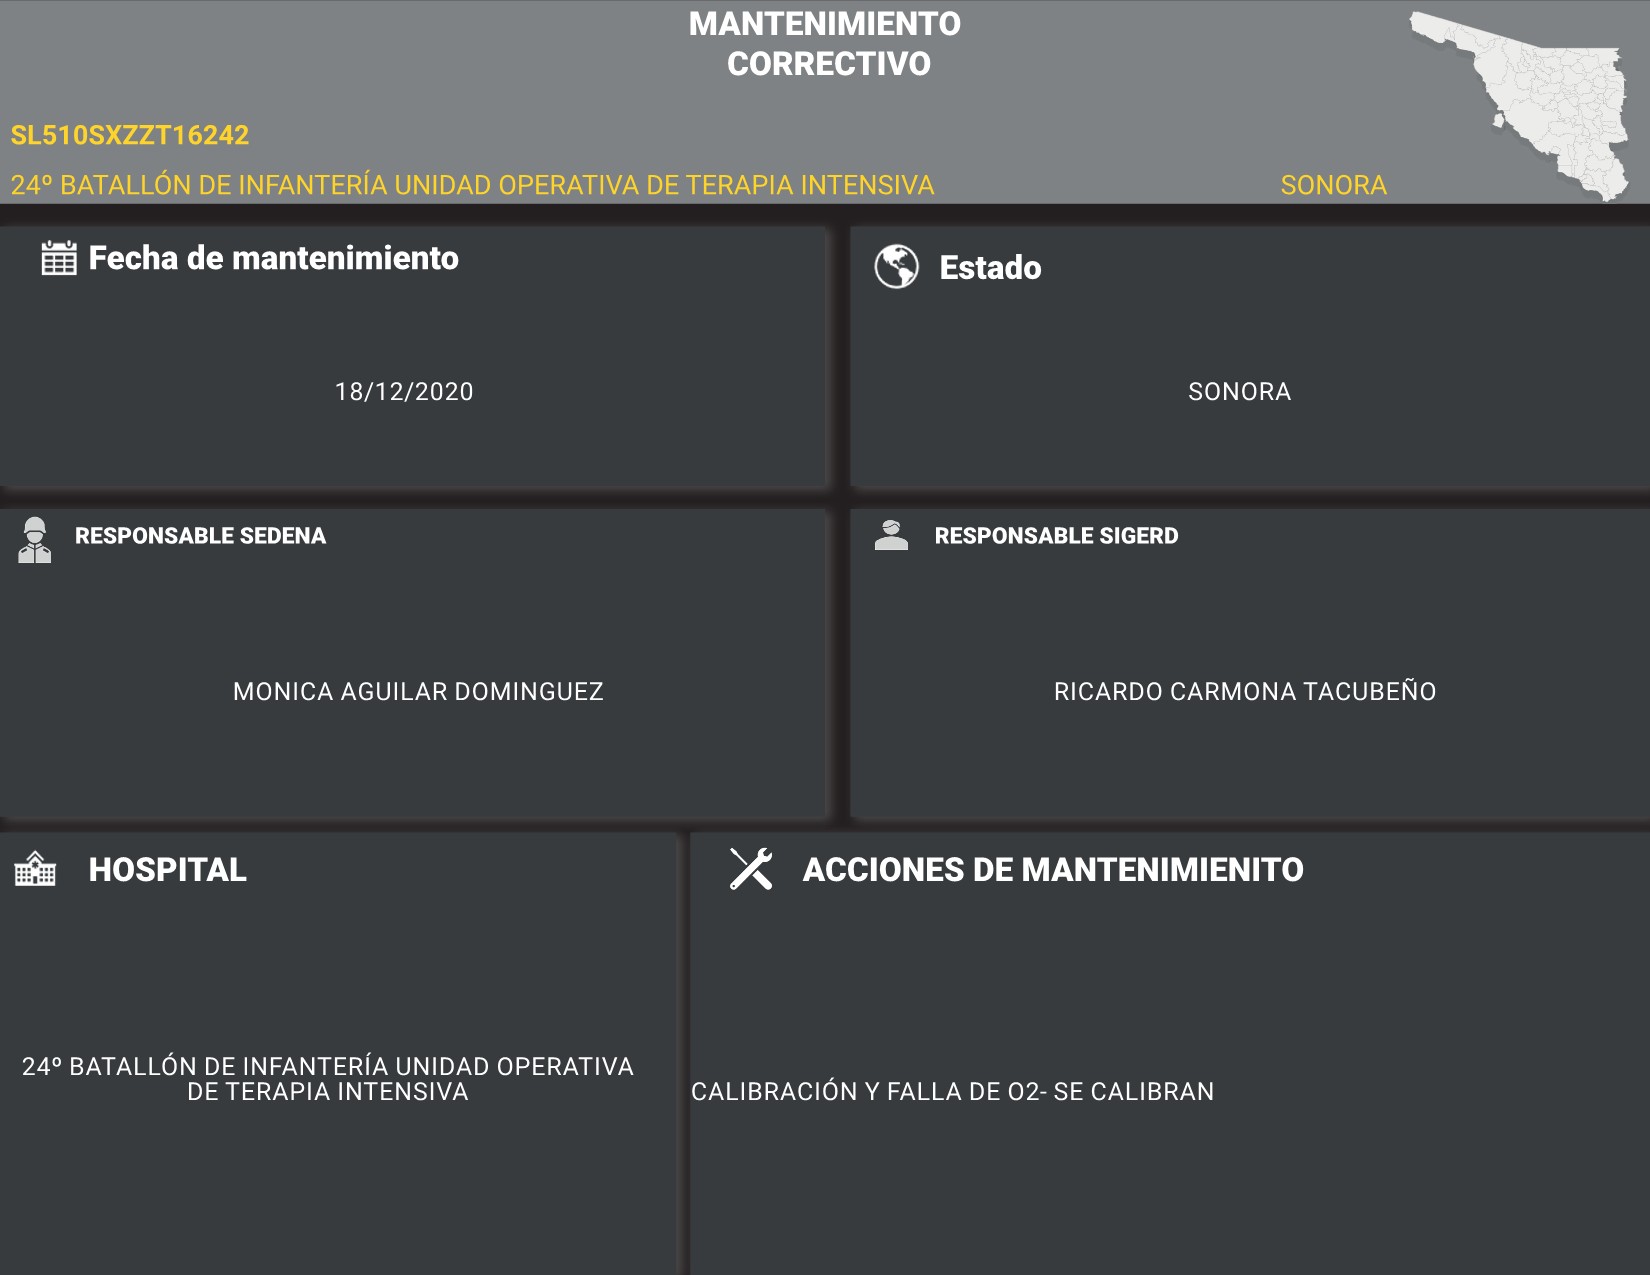 MANTENIMIENTO
CORRECTIVO
SL510SXZZT16242
24º BATALLÓN DE INFANTERÍA UNIDAD OPERATIVA DE TERAPIA INTENSIVA
SONORA
Fecha de mantenimiento
18/12/2020
Estado
SONORA
RESPONSABLE SEDENA
MONICA AGUILAR DOMINGUEZ
RESPONSABLE SIGERD
RICARDO CARMONA TACUBEÑO
HOSPITAL
24º BATALLÓN DE INFANTERÍA UNIDAD OPERATIVA
DE TERAPIA INTENSIVA
ACCIONES DE MANTENIMIENITO
CALIBRACIÓN Y FALLA DE O2- SE CALIBRAN